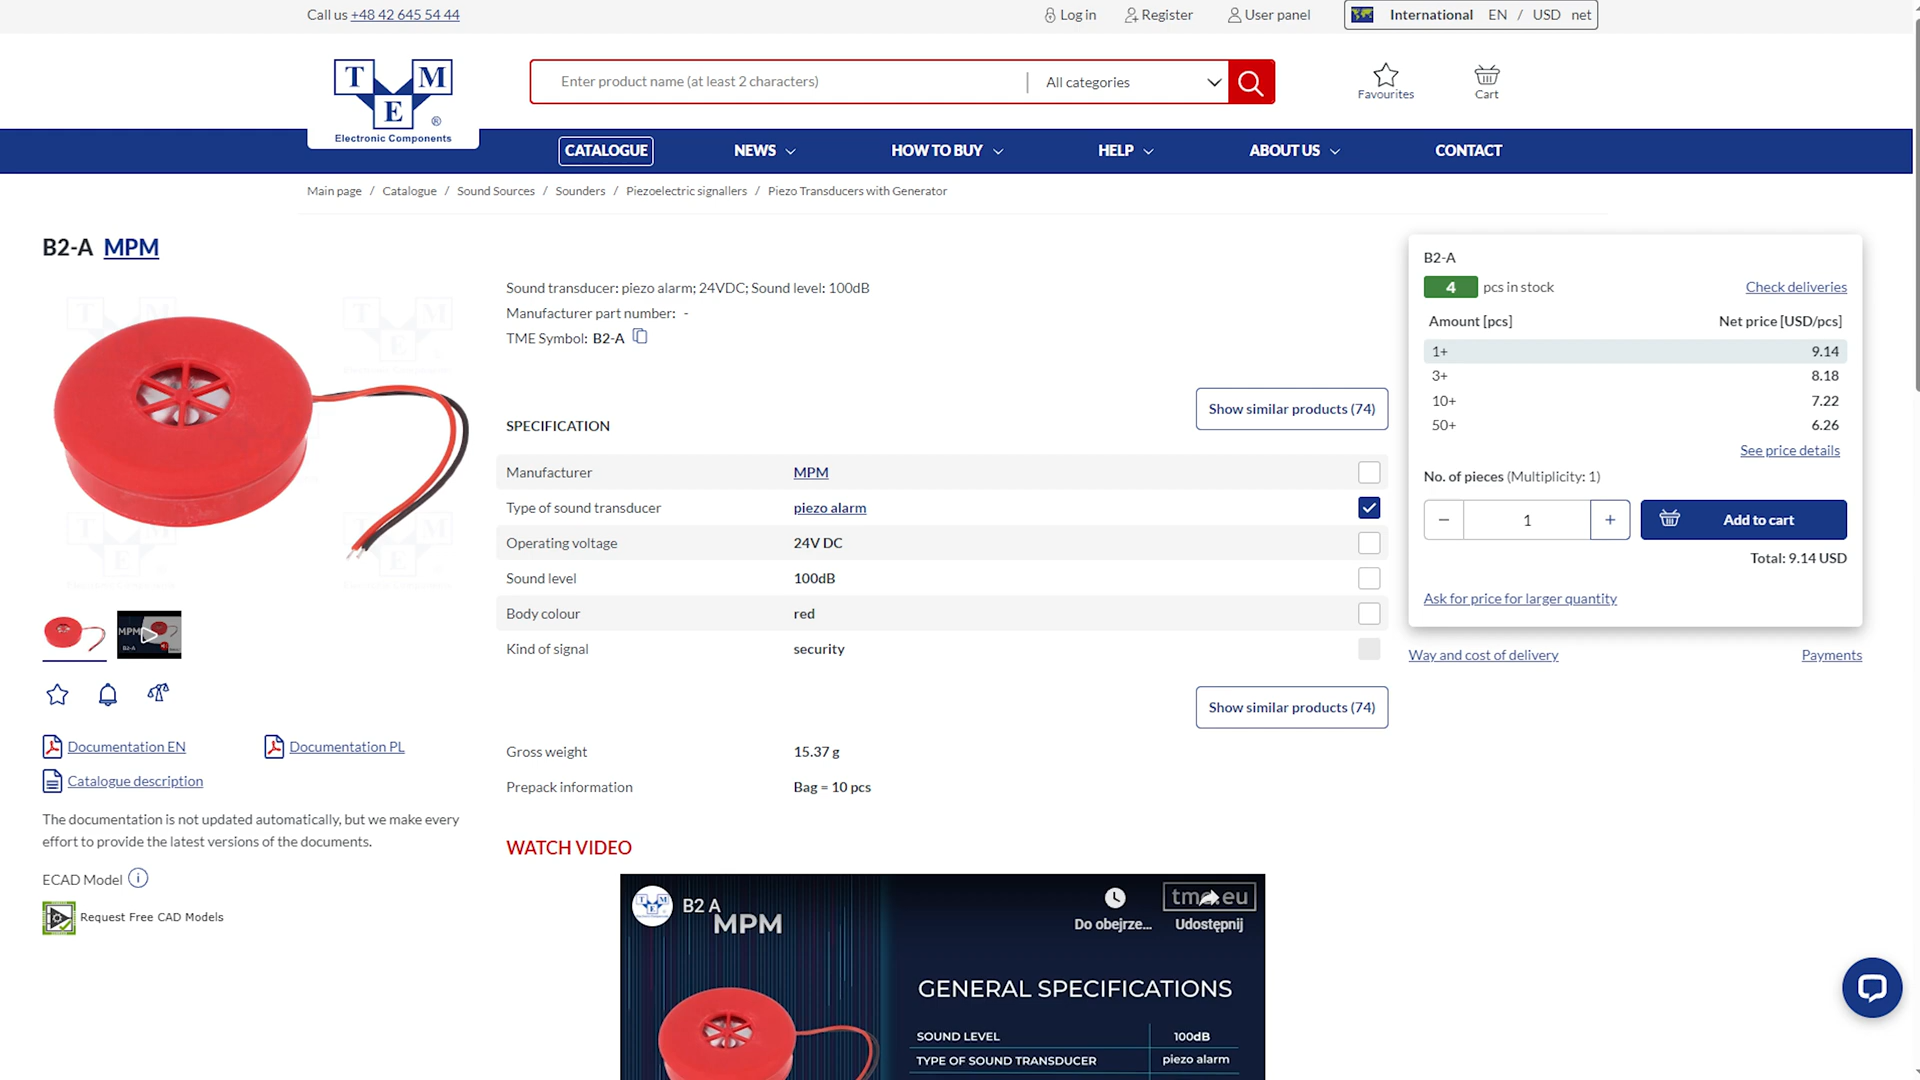 Call us +48 42 645 54 44
Log in
Register
User panel
International EN / USD net
T M E ®
Electronic Components
Enter product name (at least 2 characters)
All categories
Favourites
Cart
CATALOGUE NEWS HOW TO BUY HELP ABOUT US CONTACT
Main page / Catalogue / Sound Sources / Sounders / Piezoelectric signallers / Piezo Transducers with Generator
B2-A MPM
Sound transducer: piezo alarm; 24VDC; Sound level: 100dB
Manufacturer part number: -
TME Symbol: B2-A
Show similar products (74)
SPECIFICATION
Manufacturer MPM
Type of sound transducer piezo alarm
Operating voltage 24V DC
Sound level 100dB
Body colour red
Kind of signal security
Show similar products (74)
Gross weight 15.37 g
Prepack information Bag = 10 pcs
B2-A
4 pcs in stock Check deliveries
Amount [pcs] Net price [USD/pcs]
1+ 9.14
3+ 8.18
10+ 7.22
50+ 6.26
See price details
No. of pieces (Multiplicity: 1)
− 1 + Add to cart
Total: 9.14 USD
Ask for price for larger quantity
Way and cost of delivery Payments
MPM
B2-A
Documentation EN Documentation PL
Catalogue description
The documentation is not updated automatically, but we make every
effort to provide the latest versions of the documents.
ECAD Model
Request Free CAD Models
WATCH VIDEO
B2 A
MPM
Do obejrze...
tme.eu
Udostępnij
GENERAL SPECIFICATIONS
SOUND LEVEL 100dB
TYPE OF SOUND TRANSDUCER piezo alarm